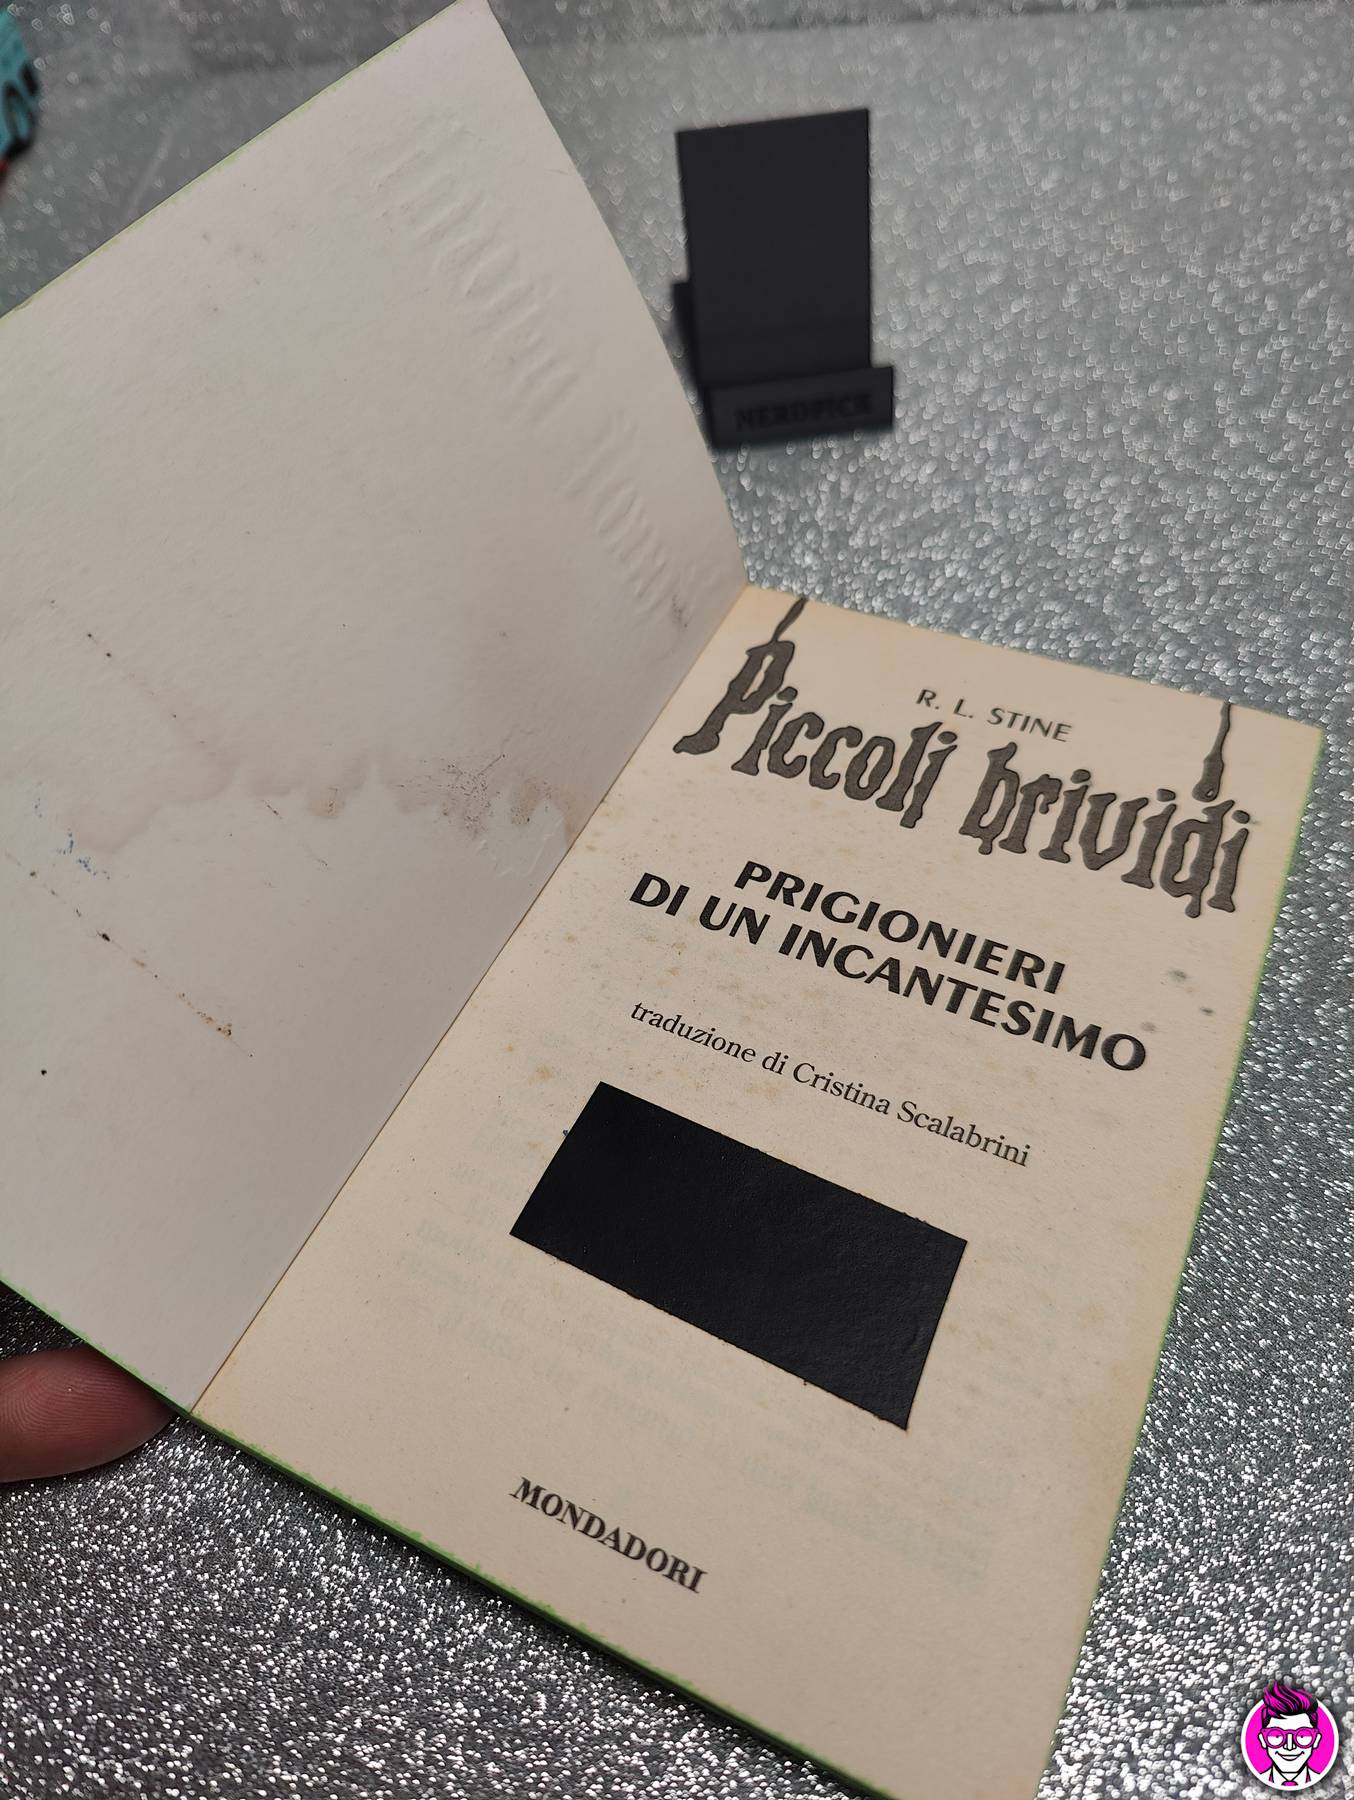 NERDPICK
R. L. STINE
Piccoli brividi
PRIGIONIERI
DI UN INCANTESIMO
traduzione di Cristina Scalabrini
MONDADORI